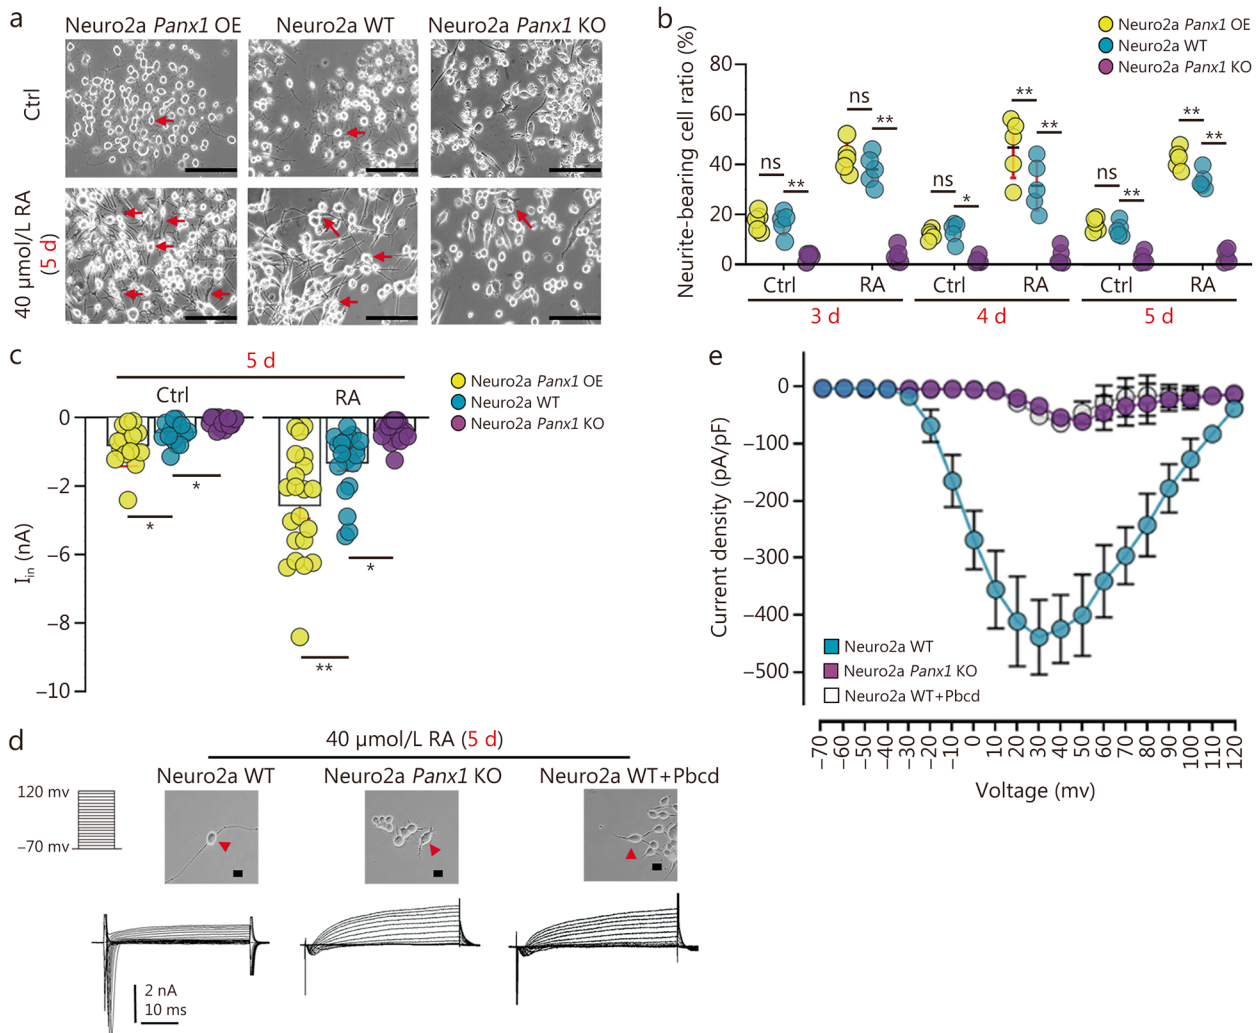 a
Neuro2a Panx1 OE
Neuro2a WT
Neuro2a Panx1 KO
Ctrl
40 μmol/L RA
(5 d)
b
Neuro2a Panx1 OE
Neuro2a WT
Neuro2a Panx1 KO
Neurite-bearing cell ratio (%)
80
60
40
20
0
ns
**
ns
**
ns
*
**
**
ns
**
**
**
Ctrl
RA
Ctrl
RA
Ctrl
RA
3 d
4 d
5 d
c
5 d
Ctrl
RA
Neuro2a Panx1 OE
Neuro2a WT
Neuro2a Panx1 KO
Iin (nA)
0
−2
−6
−6
−8
−10
*
*
**
*
e
Current density (pA/pF)
0
−100
−200
−300
−400
−500
Neuro2a WT
Neuro2a Panx1 KO
Neuro2a WT+Pbcd
−70
−60
−50
−40
−30
−20
−10
−0
0
10
20
30
40
50
60
70
80
90
100
110
120
Voltage (mv)
d
40 μmol/L RA (5 d)
Neuro2a WT
Neuro2a Panx1 KO
Neuro2a WT+Pbcd
120 mv
−70 mv
2 nA
10 ms